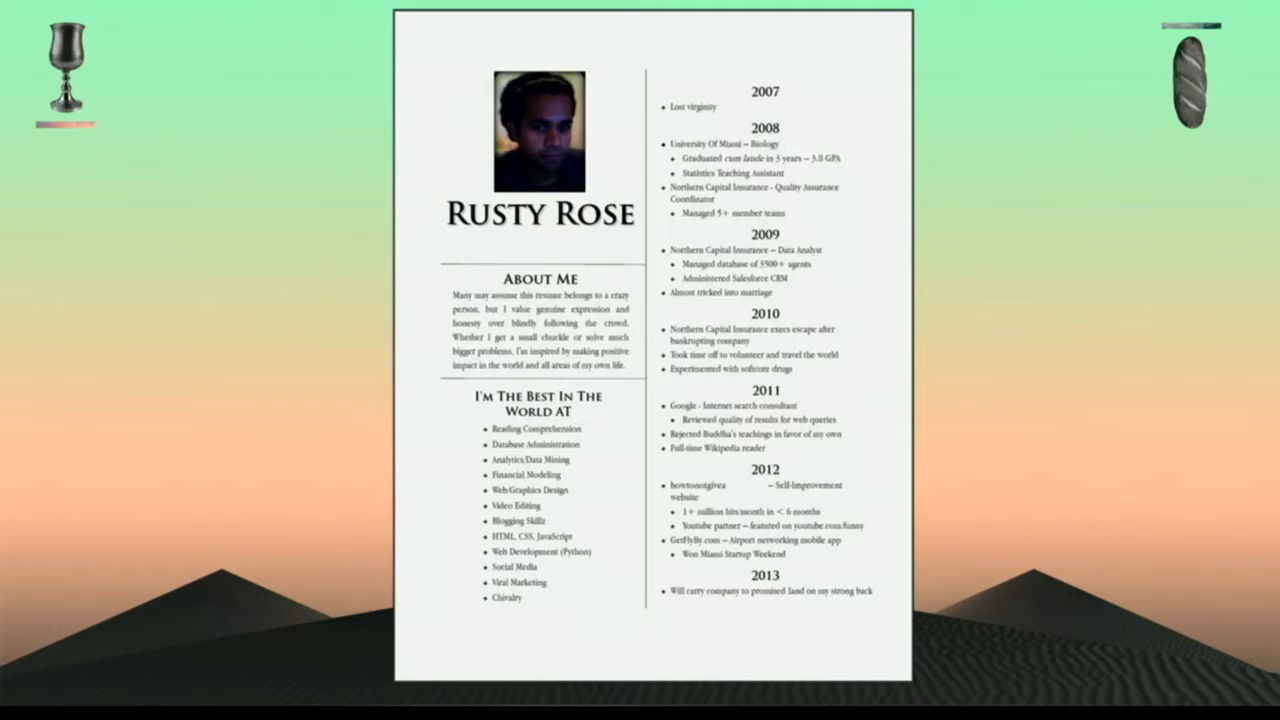 RUSTY ROSE
ABOUT ME
Many may assume this resume belongs to a crazy
person, but I value genuine expression and
honesty over blindly following the crowd.
Whether I get a small chuckle or solve much
bigger problems, I'm inspired by making positive
impact in the world and all areas of my own life.
I'M THE BEST IN THE
WORLD AT
Reading Comprehension
Database Administration
Analytics/Data Mining
Financial Modeling
Web/Graphics Design
Video Editing
Blogging Skillz
HTML, CSS, JavaScript
Web Development (Python)
Social Media
Viral Marketing
Chivalry
2007
Lost virginity
2008
University Of Miami – Biology
Graduated cum laude in 3 years – 3.8 GPA
Statistics Teaching Assistant
Northern Capital Insurance - Quality Assurance
Coordinator
Managed 5+ member teams
2009
Northern Capital Insurance – Data Analyst
Managed database of 3500+ agents
Administered Salesforce CRM
Almost tricked into marriage
2010
Northern Capital Insurance execs escape after
bankrupting company
Took time off to volunteer and travel the world
Experimented with softcore drugs
2011
Google - Internet search consultant
Reviewed quality of results for web queries
Rejected Buddha's teachings in favor of my own
Full-time Wikipedia reader
2012
howtonotgivea – Self-Improvement
website
1+ million hits/month in < 6 months
Youtube partner – featured on youtube.com/funny
GetFlyBy.com – Airport networking mobile app
Won Miami Startup Weekend
2013
Will carry company to promised land on my strong back